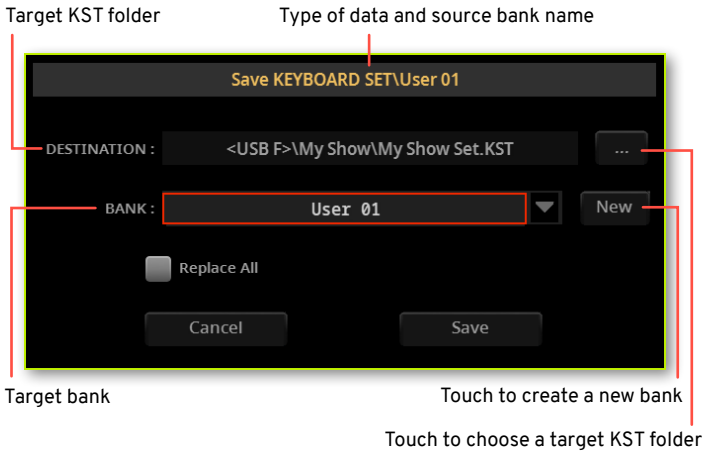 Target KST folder
Type of data and source bank name
Save KEYBOARD SET\User 01
DESTINATION :
<USB F>\My Show\My Show Set.KST
...
BANK :
User 01
New
Replace All
Cancel
Save
Target bank
Touch to create a new bank
Touch to choose a target KST folder